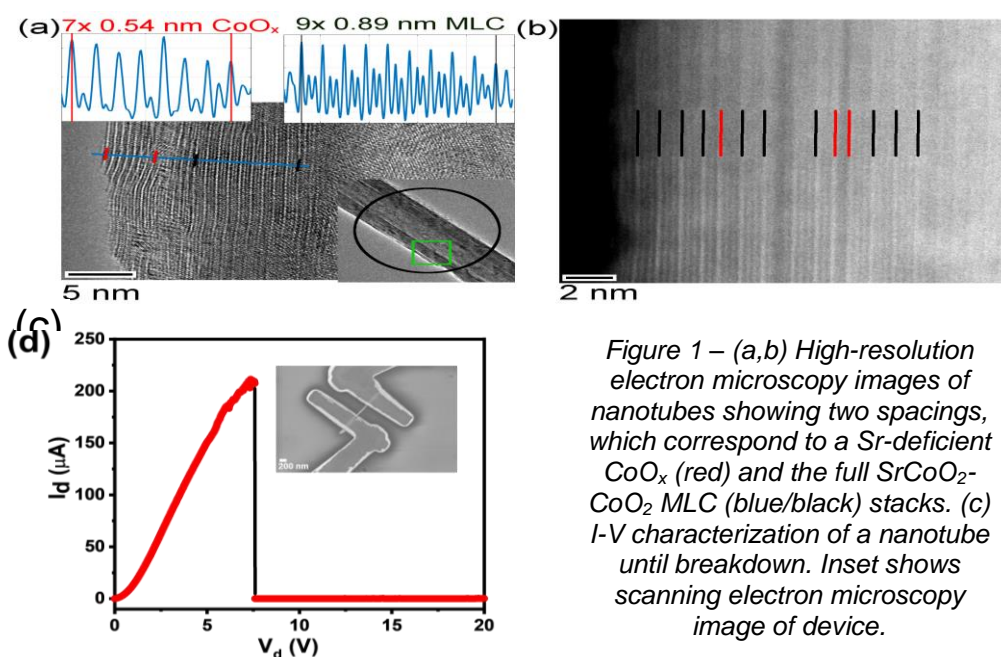 (a)
7x 0.54 nm CoOₓ
9x 0.89 nm MLC
5 nm
(b)
2 nm
(c)
(d)
250
200
150
100
50
0
I_d (µA)
0 5 10 15 20
V_d (V)
200 nm
Figure 1 – (a,b) High-resolution
electron microscopy images of
nanotubes showing two spacings,
which correspond to a Sr-deficient
CoOₓ (red) and the full SrCoO₂-
CoO₂ MLC (blue/black) stacks. (c)
I-V characterization of a nanotube
until breakdown. Inset shows
scanning electron microscopy
image of device.